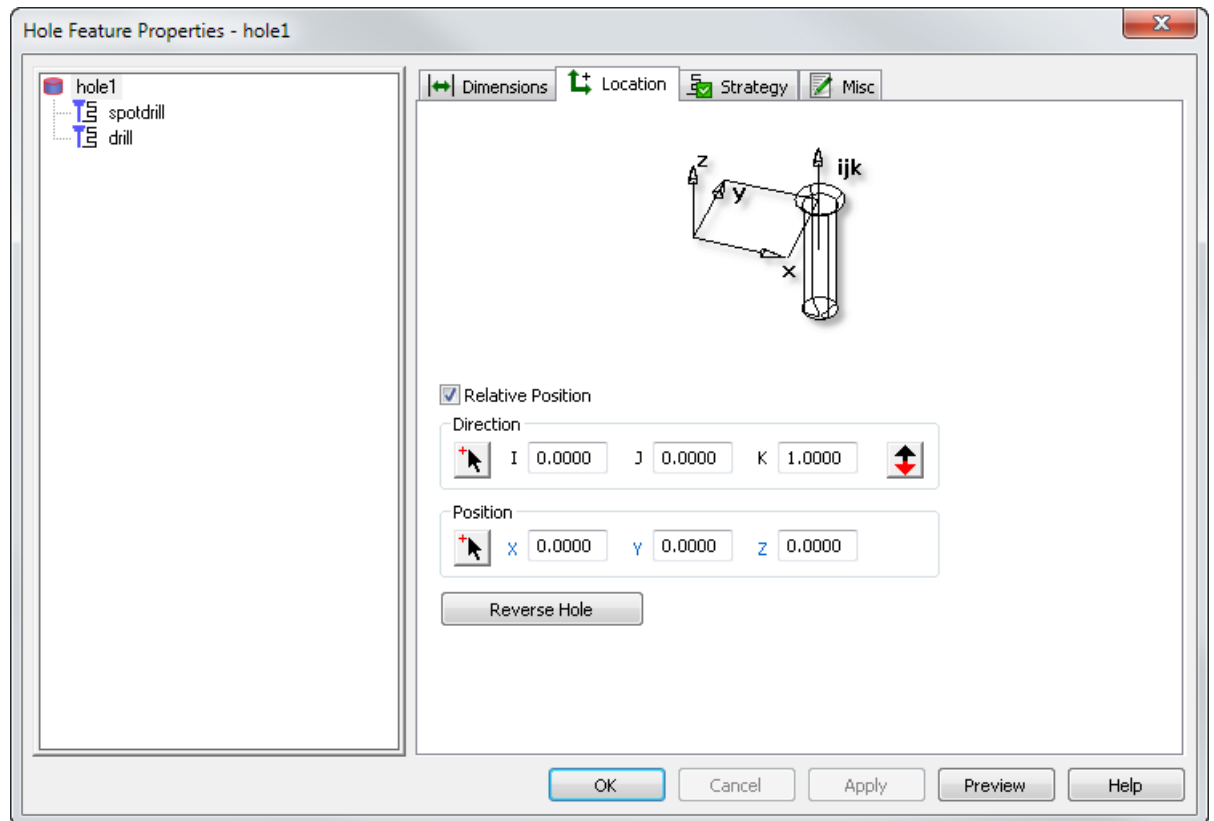 Hole Feature Properties - hole1
hole1
spotdrill
drill
Dimensions Location Strategy Misc
z
ijk
y
x
Relative Position
Direction
I 0.0000 J 0.0000 K 1.0000
Position
X 0.0000 Y 0.0000 Z 0.0000
Reverse Hole
OK Cancel Apply Preview Help